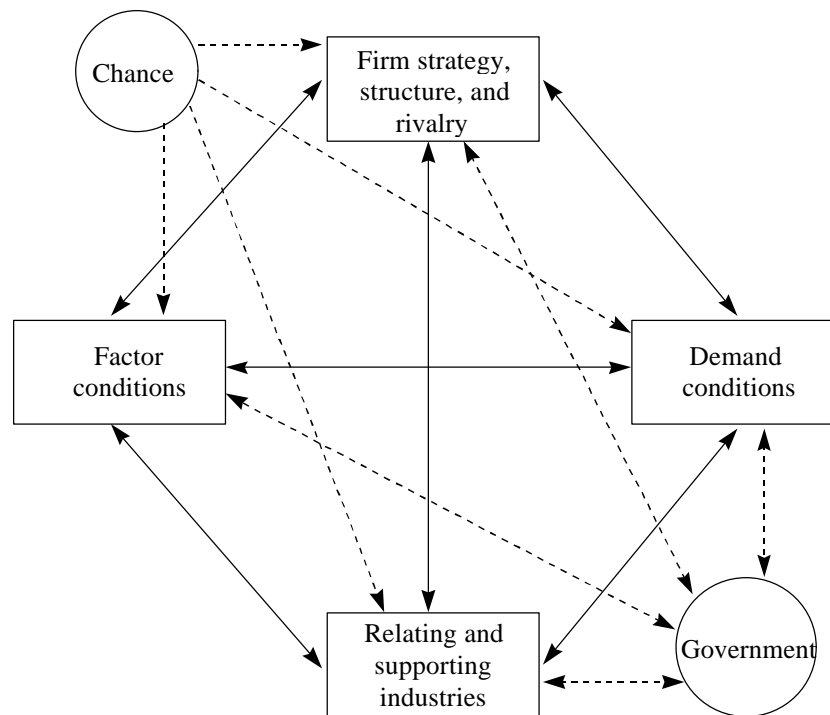 Chance
Firm strategy,
structure, and
rivalry
Factor
conditions
Demand
conditions
Relating and
supporting
industries
Government